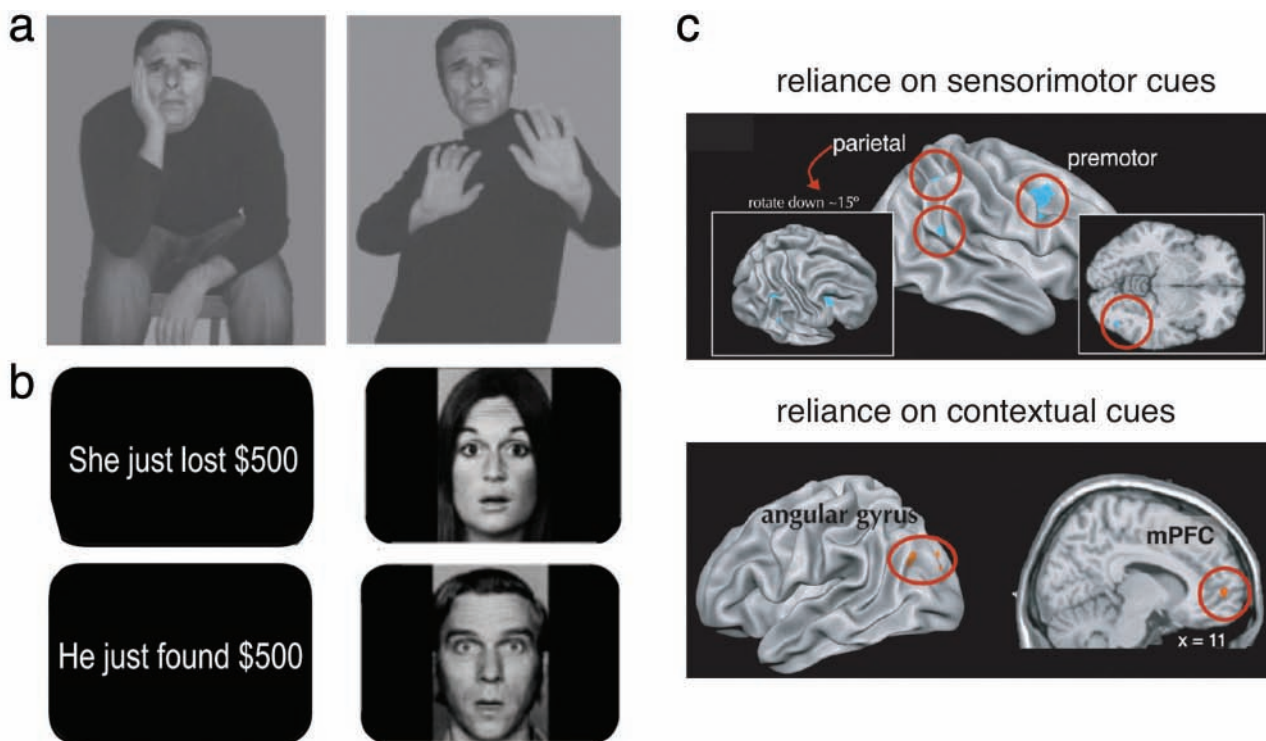 a
b
She just lost $500
He just found $500
c
reliance on sensorimotor cues
parietal
premotor
rotate down ~15º
reliance on contextual cues
angular gyrus
mPFC
x = 11